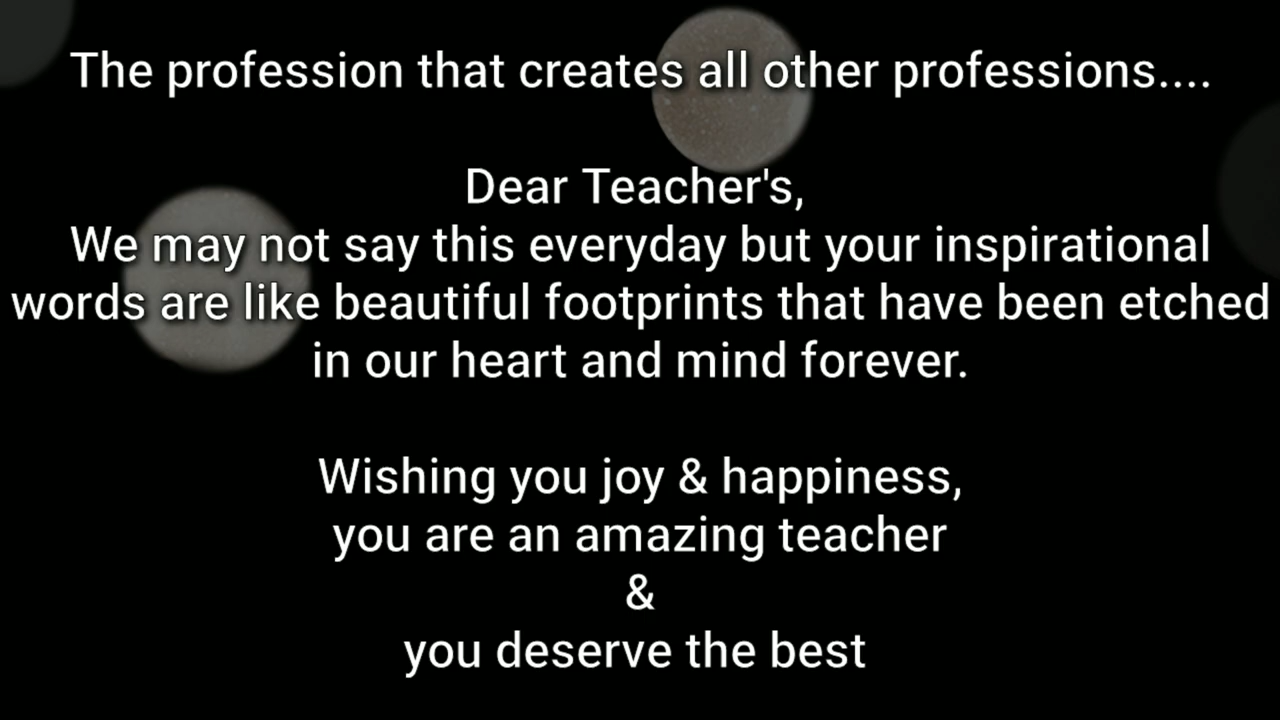 The profession that creates all other professions....
Dear Teacher's,
We may not say this everyday but your inspirational
words are like beautiful footprints that have been etched
in our heart and mind forever.
Wishing you joy & happiness,
you are an amazing teacher
&
you deserve the best